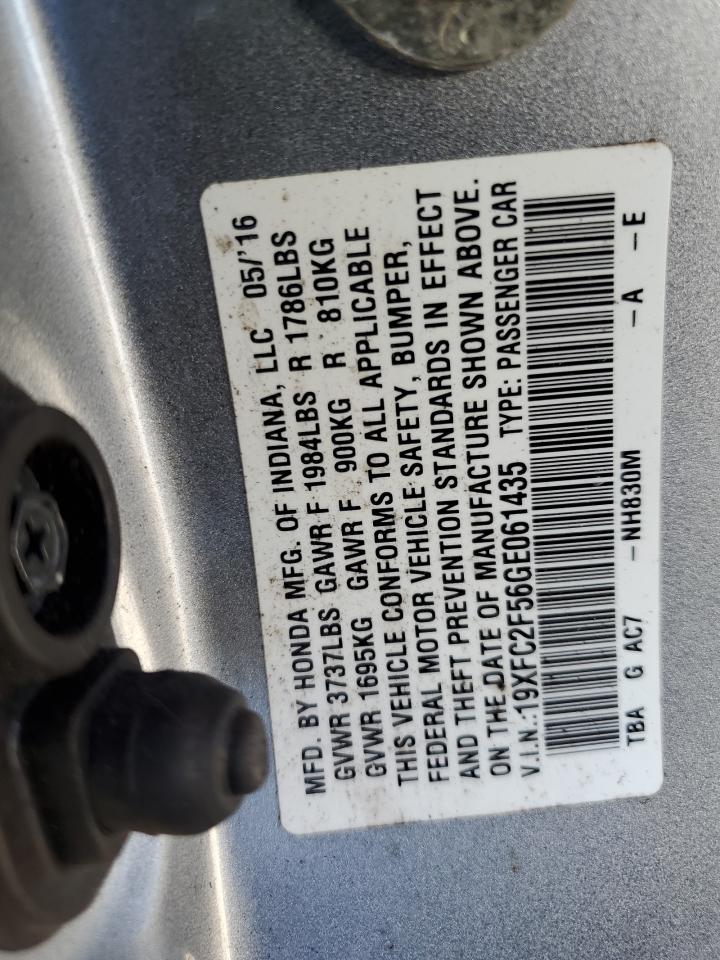 MFD. BY HONDA MFG. OF INDIANA, LLC 05/'16
GVWR 3737LBS GAWR F 1984LBS R 1786LBS
GVWR 1695KG GAWR F 900KG R 810KG
THIS VEHICLE CONFORMS TO ALL APPLICABLE
FEDERAL MOTOR VEHICLE SAFETY, BUMPER,
AND THEFT PREVENTION STANDARDS IN EFFECT
ON THE DATE OF MANUFACTURE SHOWN ABOVE.
V.I.N.:19XFC2F56GE061435 TYPE: PASSENGER CAR
TBA G AC7 -NH830M -A -E